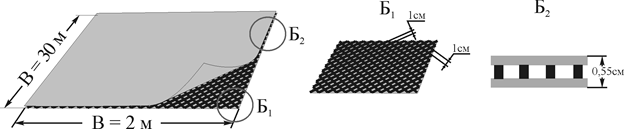 В = 30 м
Б₂
Б₁
В = 2 м
Б₁
1см
1см
Б₂
0,55см